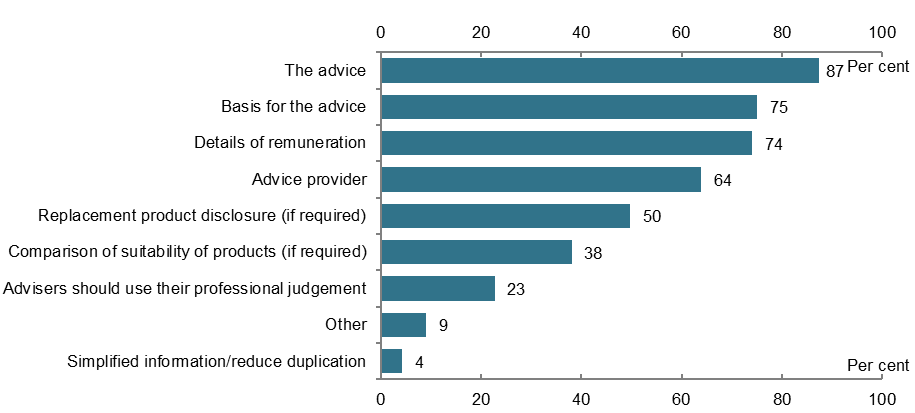 0 20 40 60 80 100
Per cent
The advice 87
Basis for the advice 75
Details of remuneration 74
Advice provider 64
Replacement product disclosure (if required) 50
Comparison of suitability of products (if required) 38
Advisers should use their professional judgement 23
Other 9
Simplified information/reduce duplication 4
Per cent
0 20 40 60 80 100